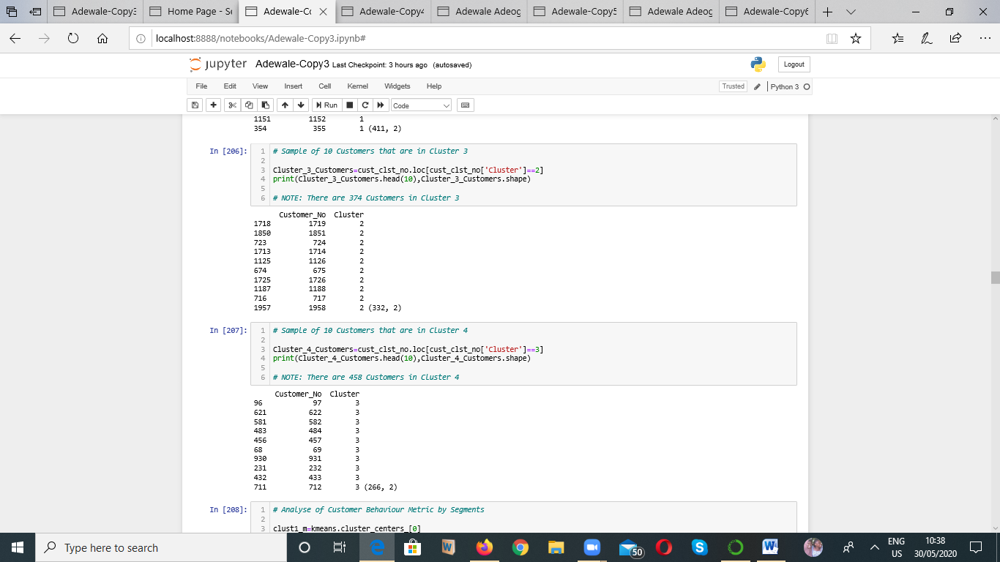 Adewale-Copy3
Home Page - Se
Adewale-Co
Adewale-Copy4
Adewale Adeog
Adewale-Copy5
Adewale Adeog
Adewale-Copy6
localhost:8888/notebooks/Adewale-Copy3.ipynb#
jupyter Adewale-Copy3 Last Checkpoint: 3 hours ago (autosaved)
Logout
File Edit View Insert Cell Kernel Widgets Help
Trusted Python 3
Run Code
1151 1152 1
354 355 1 (411, 2)
In [206]:
1 # Sample of 10 Customers that are in Cluster 3
2
3 Cluster_3_Customers=cust_clst_no.loc[cust_clst_no['Cluster']==2]
4 print(Cluster_3_Customers.head(10),Cluster_3_Customers.shape)
5
6 # NOTE: There are 374 Customers in Cluster 3
Customer_No Cluster
1718 1719 2
1850 1851 2
723 724 2
1713 1714 2
1125 1126 2
674 675 2
1725 1726 2
1187 1188 2
716 717 2
1957 1958 2 (332, 2)
In [207]:
1 # Sample of 10 Customers that are in Cluster 4
2
3 Cluster_4_Customers=cust_clst_no.loc[cust_clst_no['Cluster']==3]
4 print(Cluster_4_Customers.head(10),Cluster_4_Customers.shape)
5
6 # NOTE: There are 458 Customers in Cluster 4
Customer_No Cluster
96 97 3
621 622 3
581 582 3
483 484 3
456 457 3
68 69 3
930 931 3
231 232 3
432 433 3
711 712 3 (266, 2)
In [208]:
1 # Analyse of Customer Behaviour Metric by Segments
2
3 clust1_m=kmeans.cluster_centers_[0]
Type here to search
50
ENG
US
10:38
30/05/2020